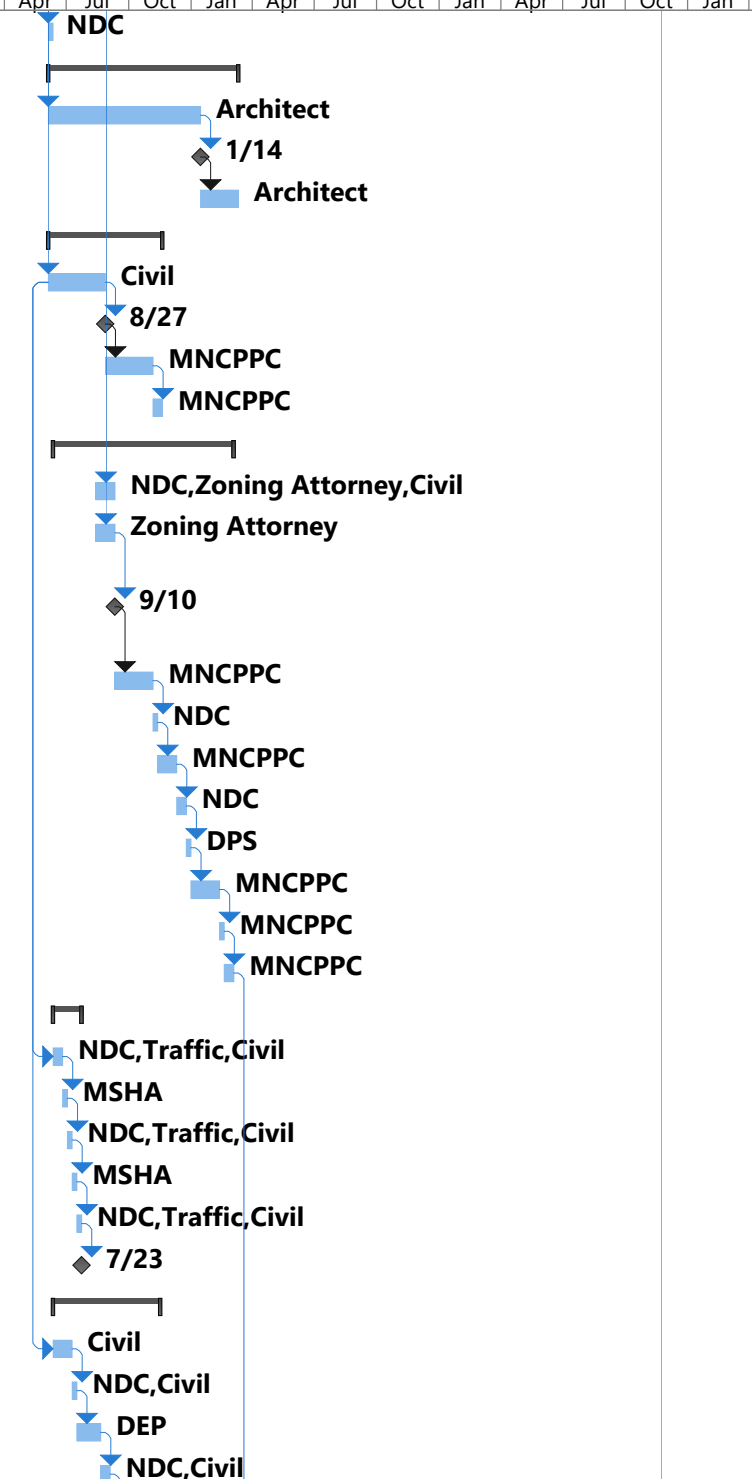 Apr Jul Oct Jan Apr Jul Oct Jan Apr Jul Oct Jan
NDC
Architect
1/14
Architect
Civil
8/27
MNCPPC
MNCPPC
NDC,Zoning Attorney,Civil
Zoning Attorney
9/10
MNCPPC
NDC
MNCPPC
NDC
DPS
MNCPPC
MNCPPC
MNCPPC
NDC,Traffic,Civil
MSHA
NDC,Traffic,Civil
MSHA
NDC,Traffic,Civil
7/23
Civil
NDC,Civil
DEP
NDC,Civil